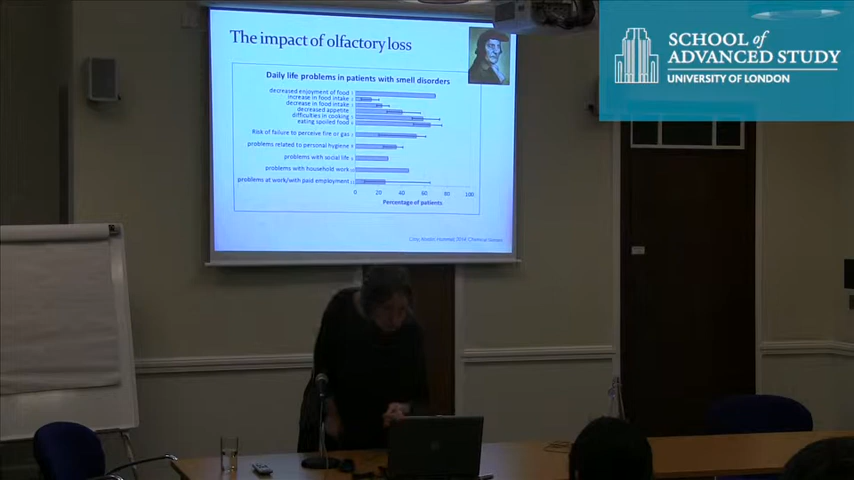 The impact of olfactory loss
Daily life problems in patients with smell disorders
decreased enjoyment of food
increase in food intake
decrease in food intake
decreased appetite
difficulties in cooking
eating spoiled food
Risk of failure to perceive fire or gas
problems related to personal hygiene
problems with social life
problems with household work
problems at work/with paid employment
0 20 40 60 80 100
Percentage of patients
2014 Chemical Senses
SCHOOL of
ADVANCED STUDY
UNIVERSITY OF LONDON